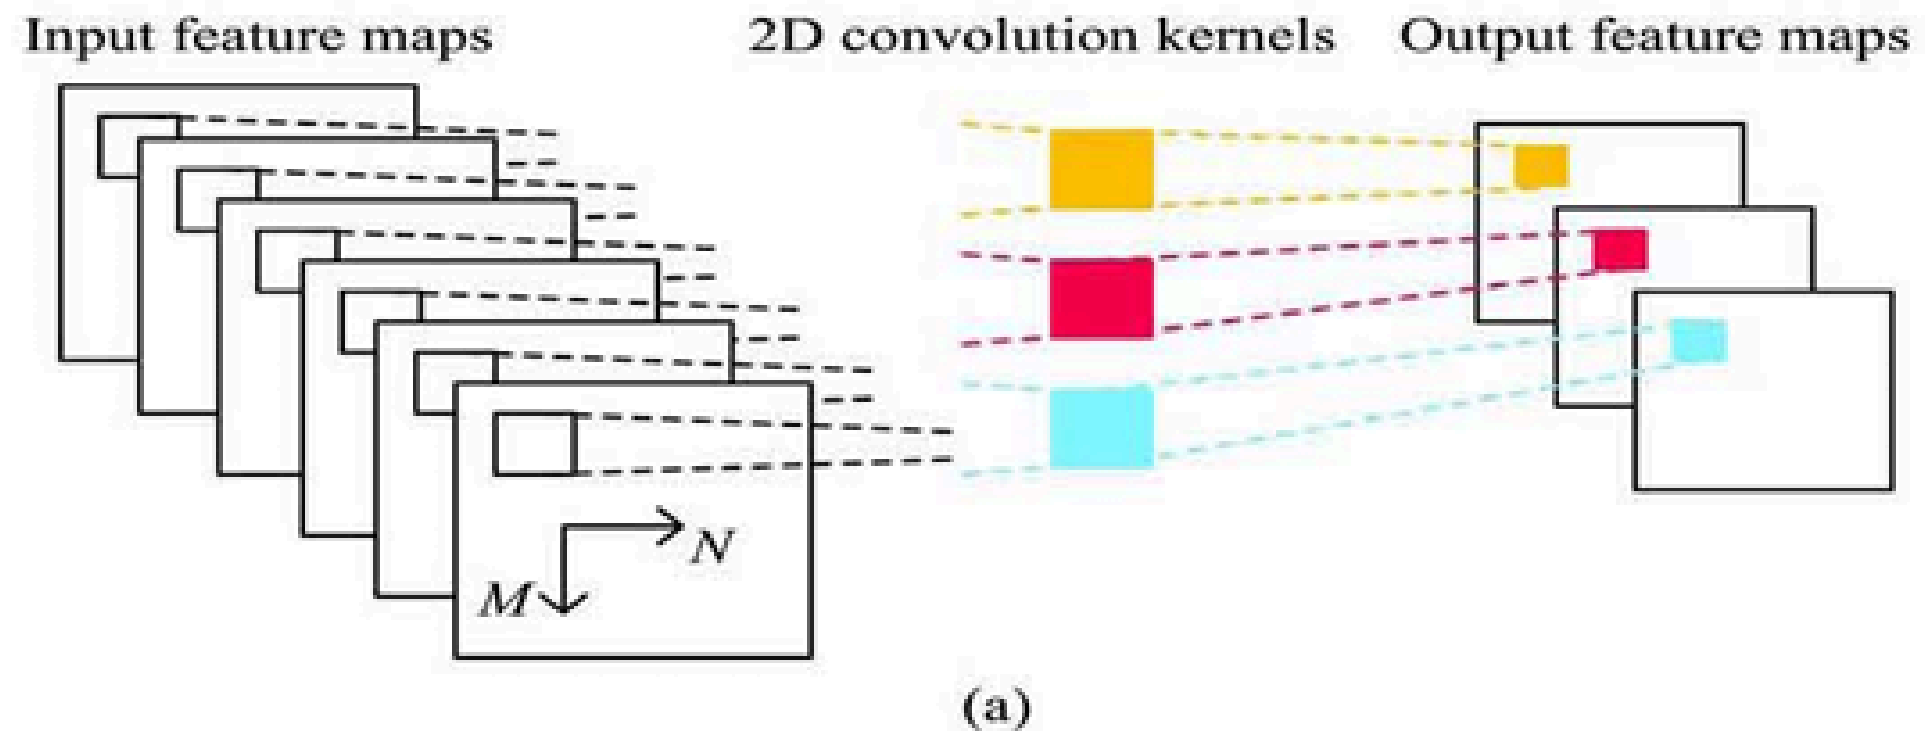 Input feature maps
2D convolution kernels
Output feature maps
N
M
(a)